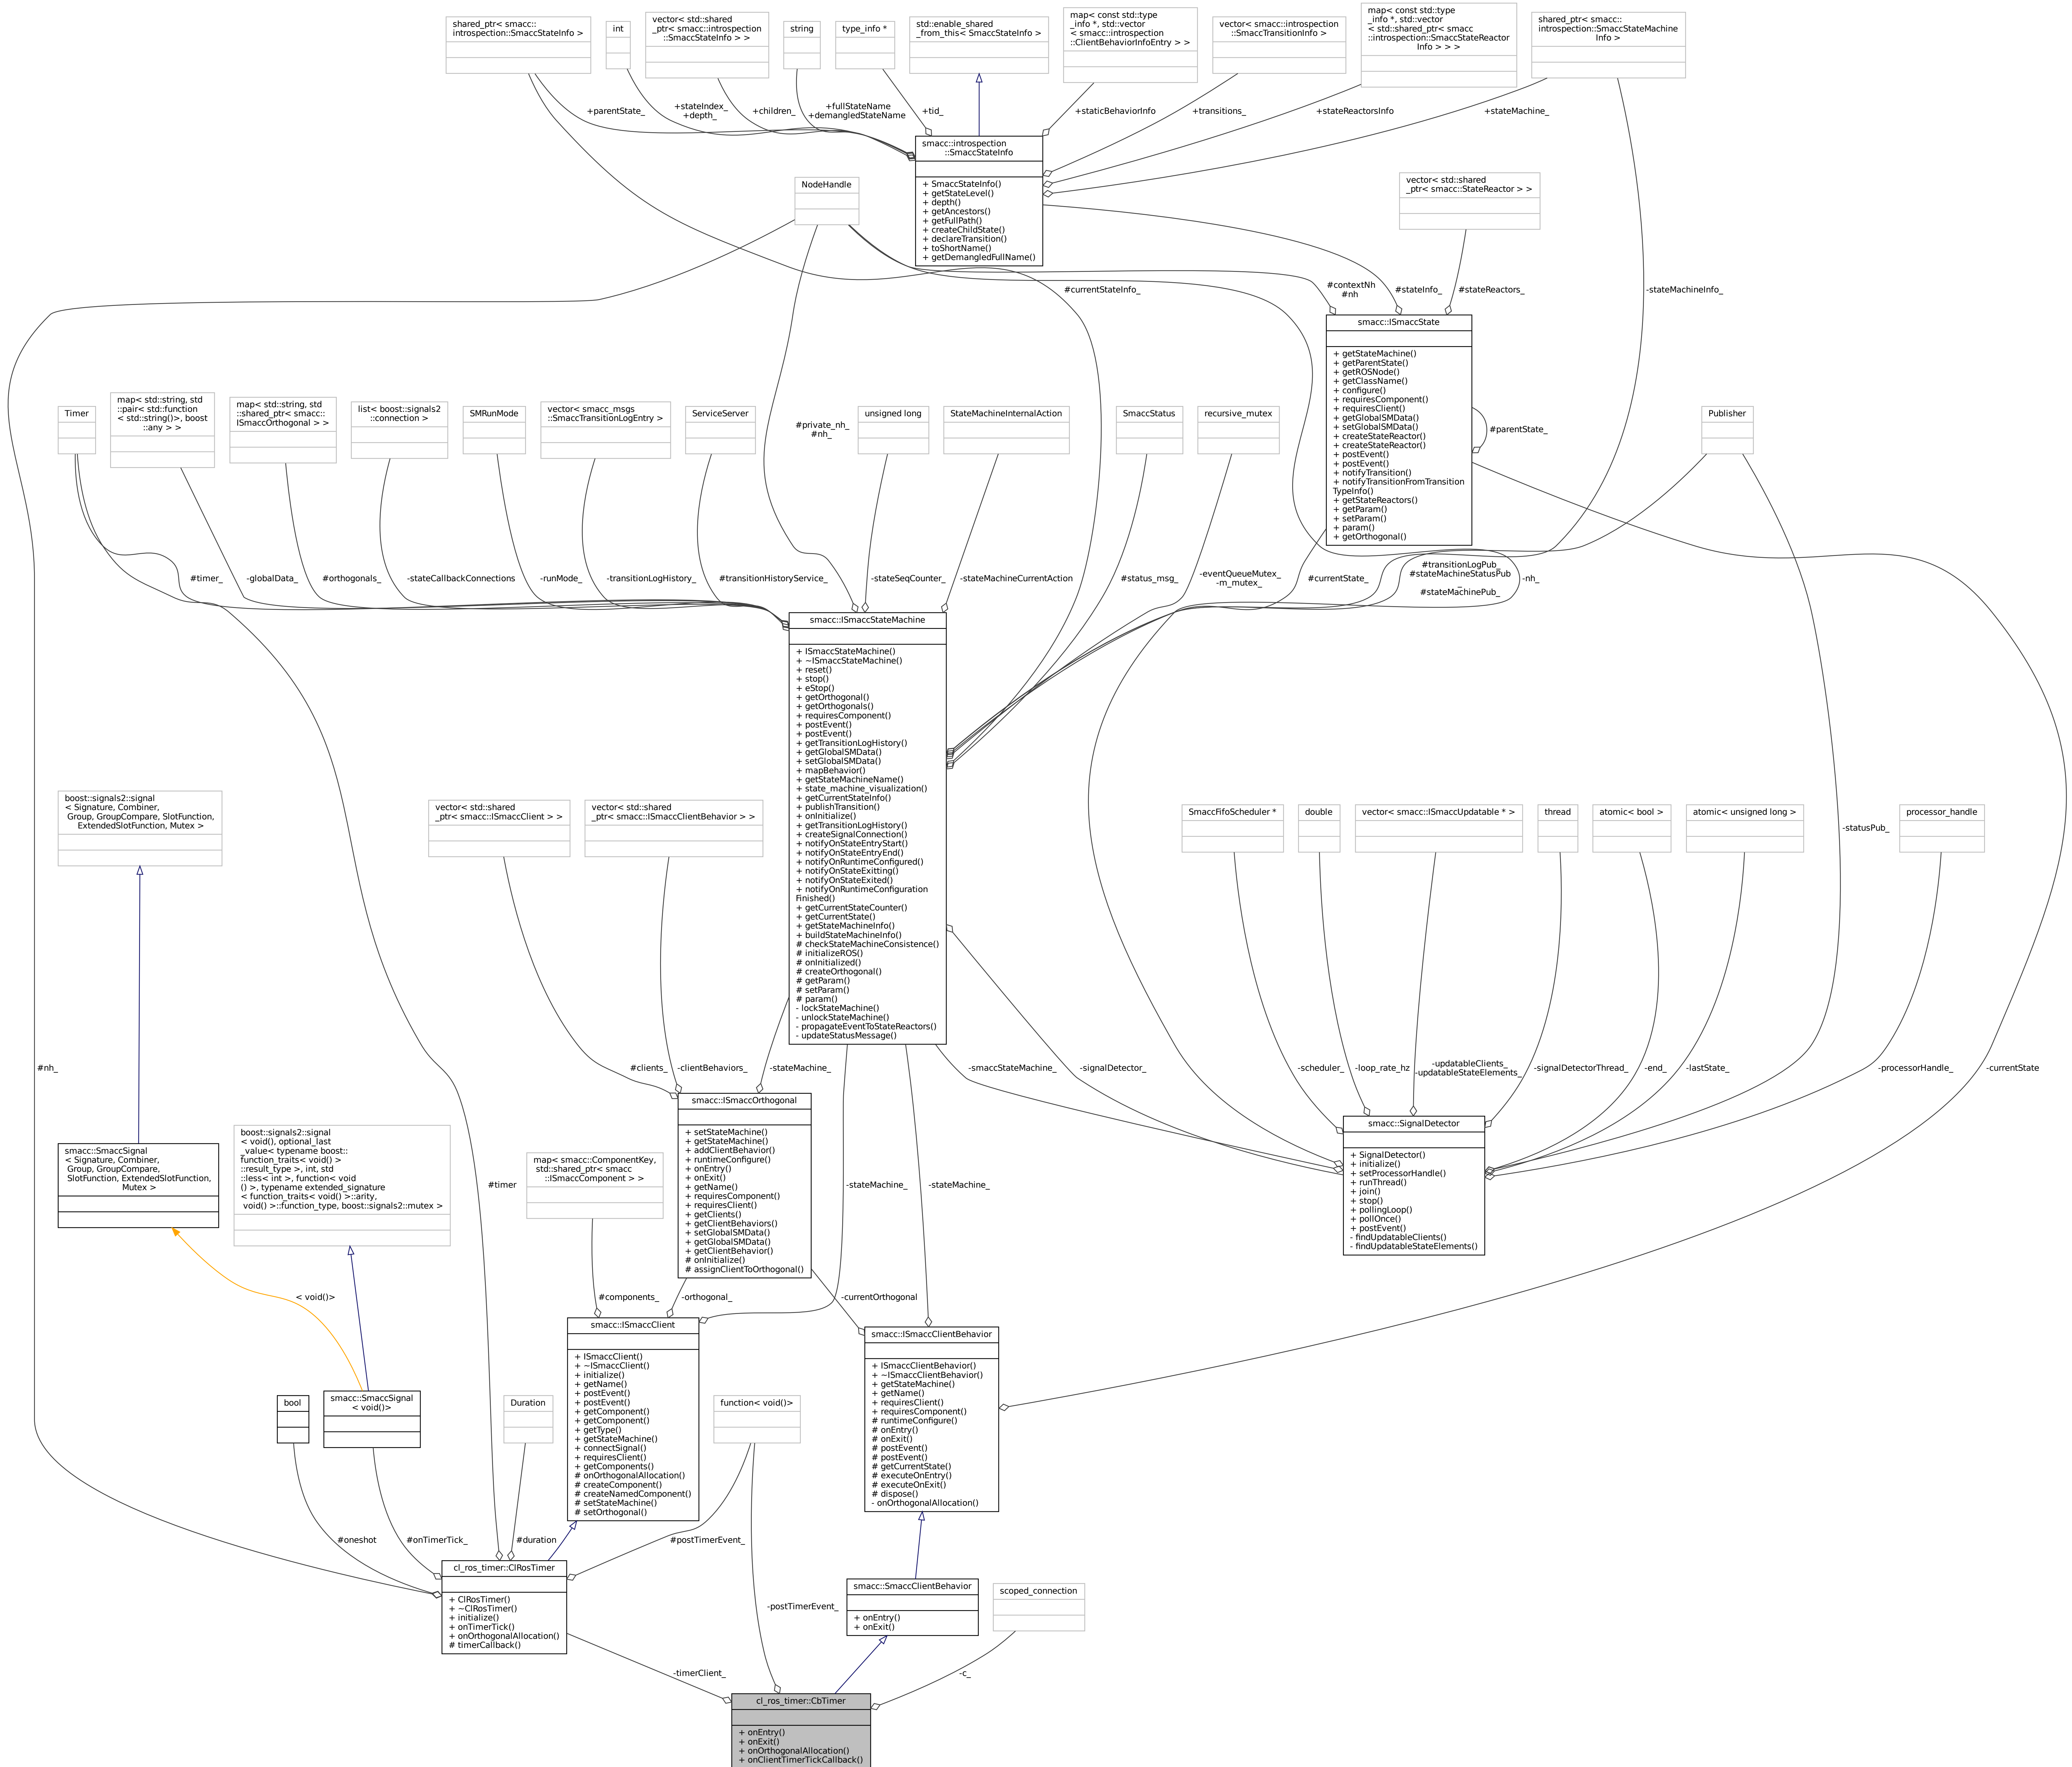 shared_ptr< smacc::
introspection::SmaccStateInfo >
int
vector< std::shared
_ptr< smacc::introspection
::SmaccStateInfo > >
string
type_info *
std::enable_shared
_from_this< SmaccStateInfo >
map< const std::type
_info *, std::vector
< smacc::introspection
::ClientBehaviorInfoEntry > >
vector< smacc::introspection
::SmaccTransitionInfo >
map< const std::type
_info *, std::vector
< std::shared_ptr< smacc
::introspection::SmaccStateReactor
Info > > >
shared_ptr< smacc::
introspection::SmaccStateMachine
Info >
+parentState_
+stateIndex_
+depth_
+children_
+fullStateName
+demangledStateName
+tid_
+staticBehaviorInfo
+transitions_
+stateReactorsInfo
+stateMachine_
smacc::introspection
::SmaccStateInfo
+ SmaccStateInfo()
+ getStateLevel()
+ depth()
+ getAncestors()
+ getFullPath()
+ createChildState()
+ declareTransition()
+ toShortName()
+ getDemangledFullName()
NodeHandle
vector< std::shared
_ptr< smacc::StateReactor > >
#currentStateInfo_
#contextNh
#nh
#stateInfo_
#stateReactors_
-stateMachineInfo_
smacc::ISmaccState
+ getStateMachine()
+ getParentState()
+ getROSNode()
+ getClassName()
+ configure()
+ requiresComponent()
+ requiresClient()
+ getGlobalSMData()
+ setGlobalSMData()
+ createStateReactor()
+ createStateReactor()
+ postEvent()
+ postEvent()
+ notifyTransition()
+ notifyTransitionFromTransition
TypeInfo()
+ getStateReactors()
+ getParam()
+ setParam()
+ param()
+ getOrthogonal()
#parentState_
Timer
map< std::string, std
::pair< std::function
< std::string()>, boost
::any > >
map< std::string, std
::shared_ptr< smacc::
ISmaccOrthogonal > >
list< boost::signals2
::connection >
SMRunMode
vector< smacc_msgs
::SmaccTransitionLogEntry >
ServiceServer
#private_nh_
#nh_
unsigned long
StateMachineInternalAction
SmaccStatus
recursive_mutex
Publisher
#timer_
-globalData_
#orthogonals_
-stateCallbackConnections
-runMode_
-transitionLogHistory_
#transitionHistoryService_
-stateSeqCounter_
-stateMachineCurrentAction
#status_msg_
-eventQueueMutex_
-m_mutex_
#currentState_
#transitionLogPub_
#stateMachineStatusPub
_
#stateMachinePub_
-nh_
smacc::ISmaccStateMachine
+ ISmaccStateMachine()
+ ~ISmaccStateMachine()
+ reset()
+ stop()
+ eStop()
+ getOrthogonal()
+ getOrthogonals()
+ requiresComponent()
+ postEvent()
+ postEvent()
+ getTransitionLogHistory()
+ getGlobalSMData()
+ setGlobalSMData()
+ mapBehavior()
+ getStateMachineName()
+ state_machine_visualization()
+ getCurrentStateInfo()
+ publishTransition()
+ onInitialize()
+ getTransitionLogHistory()
+ createSignalConnection()
+ notifyOnStateEntryStart()
+ notifyOnStateEntryEnd()
+ notifyOnRuntimeConfigured()
+ notifyOnStateExitting()
+ notifyOnStateExited()
+ notifyOnRuntimeConfiguration
Finished()
+ getCurrentStateCounter()
+ getCurrentState()
+ getStateMachineInfo()
+ buildStateMachineInfo()
# checkStateMachineConsistence()
# initializeROS()
# onInitialized()
# createOrthogonal()
# getParam()
# setParam()
# param()
- lockStateMachine()
- unlockStateMachine()
- propagateEventToStateReactors()
- updateStatusMessage()
boost::signals2::signal
< Signature, Combiner,
Group, GroupCompare, SlotFunction,
ExtendedSlotFunction, Mutex >
vector< std::shared
_ptr< smacc::ISmaccClient > >
vector< std::shared
_ptr< smacc::ISmaccClientBehavior > >
SmaccFifoScheduler *
double
vector< smacc::ISmaccUpdatable * >
thread
atomic< bool >
atomic< unsigned long >
-statusPub_
processor_handle
#nh_
#clients_
-clientBehaviors_
-stateMachine_
-smaccStateMachine_
-signalDetector_
-scheduler_
-loop_rate_hz
-updatableClients_
-updatableStateElements_
-signalDetectorThread_
-end_
-lastState_
-processorHandle_
-currentState
smacc::ISmaccOrthogonal
+ setStateMachine()
+ getStateMachine()
+ addClientBehavior()
+ runtimeConfigure()
+ onEntry()
+ onExit()
+ getName()
+ requiresComponent()
+ requiresClient()
+ getClients()
+ getClientBehaviors()
+ setGlobalSMData()
+ getGlobalSMData()
+ getClientBehavior()
# onInitialize()
# assignClientToOrthogonal()
smacc::SignalDetector
+ SignalDetector()
+ initialize()
+ setProcessorHandle()
+ runThread()
+ join()
+ stop()
+ pollingLoop()
+ pollOnce()
+ postEvent()
- findUpdatableClients()
- findUpdatableStateElements()
smacc::SmaccSignal
< Signature, Combiner,
Group, GroupCompare,
SlotFunction, ExtendedSlotFunction,
Mutex >
boost::signals2::signal
< void(), optional_last
_value< typename boost::
function_traits< void() >
::result_type >, int, std
::less< int >, function< void
() >, typename extended_signature
< function_traits< void() >::arity,
void() >::function_type, boost::signals2::mutex >
map< smacc::ComponentKey,
std::shared_ptr< smacc
::ISmaccComponent > >
#timer
-stateMachine_
-stateMachine_
< void()>
#components_
-orthogonal_
-currentOrthogonal
smacc::ISmaccClient
+ ISmaccClient()
+ ~ISmaccClient()
+ initialize()
+ getName()
+ postEvent()
+ postEvent()
+ getComponent()
+ getComponent()
+ getType()
+ getStateMachine()
+ connectSignal()
+ requiresClient()
+ getComponents()
# onOrthogonalAllocation()
# createComponent()
# createNamedComponent()
# setStateMachine()
# setOrthogonal()
smacc::ISmaccClientBehavior
+ ISmaccClientBehavior()
+ ~ISmaccClientBehavior()
+ getStateMachine()
+ getName()
+ requiresClient()
+ requiresComponent()
# runtimeConfigure()
# onEntry()
# onExit()
# postEvent()
# postEvent()
# getCurrentState()
# executeOnEntry()
# executeOnExit()
# dispose()
- onOrthogonalAllocation()
bool
smacc::SmaccSignal
< void()>
Duration
function< void()>
#oneshot
#onTimerTick_
#duration
#postTimerEvent_
cl_ros_timer::ClRosTimer
+ ClRosTimer()
+ ~ClRosTimer()
+ initialize()
+ onTimerTick()
+ onOrthogonalAllocation()
# timerCallback()
-postTimerEvent_
smacc::SmaccClientBehavior
+ onEntry()
+ onExit()
scoped_connection
-timerClient_
-c_
cl_ros_timer::CbTimer
+ onEntry()
+ onExit()
+ onOrthogonalAllocation()
+ onClientTimerTickCallback()